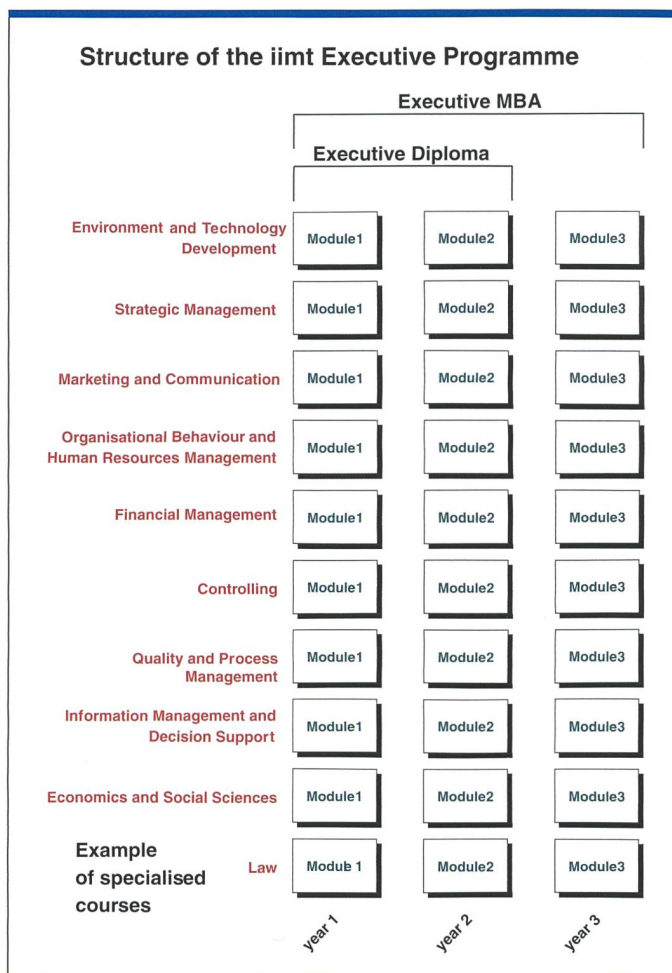 Structure of the iimt Executive Programme
Executive MBA
Executive Diploma
Environment and Technology
Development
Module1 Module2 Module3
Strategic Management Module1 Module2 Module3
Marketing and Communication Module1 Module2 Module3
Organisational Behaviour and
Human Resources Management
Module1 Module2 Module3
Financial Management Module1 Module2 Module3
Controlling Module1 Module2 Module3
Quality and Process
Management
Module1 Module2 Module3
Information Management and
Decision Support
Module1 Module2 Module3
Economics and Social Sciences Module1 Module2 Module3
Example
of specialised
courses
Law Module 1 Module2 Module3
year 1 year 2 year 3